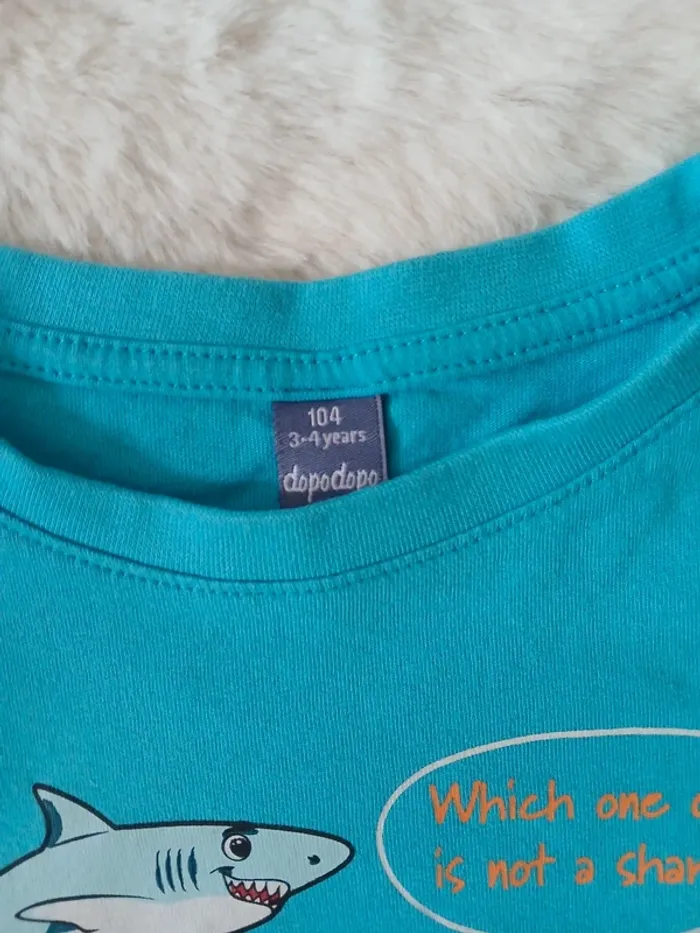 104
3-4 years
dopodopo
Which one
is not a